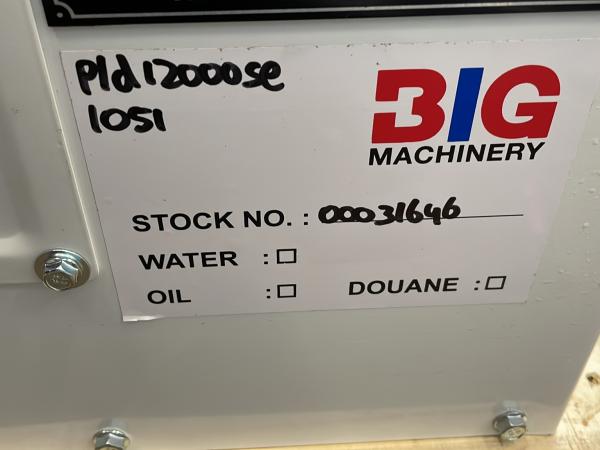 Pld12000se
1051
BIG
MACHINERY
STOCK NO. : 00031646
WATER : ☐
OIL : ☐ DOUANE : ☐